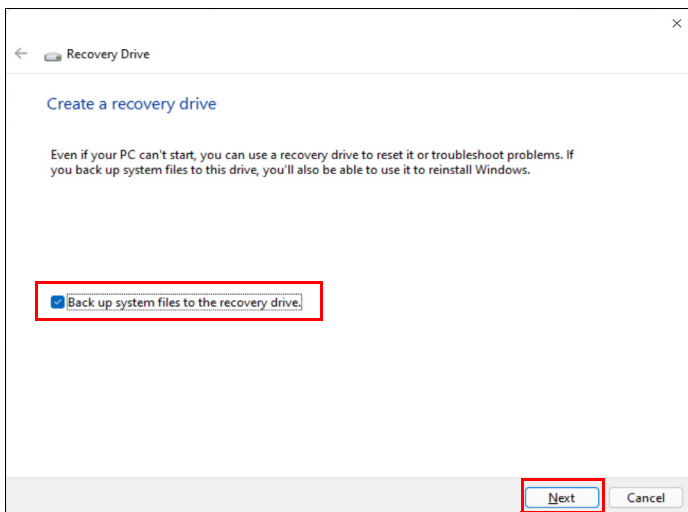 Recovery Drive
Create a recovery drive
Even if your PC can't start, you can use a recovery drive to reset it or troubleshoot problems. If
you back up system files to this drive, you'll also be able to use it to reinstall Windows.
Back up system files to the recovery drive.
Next
Cancel